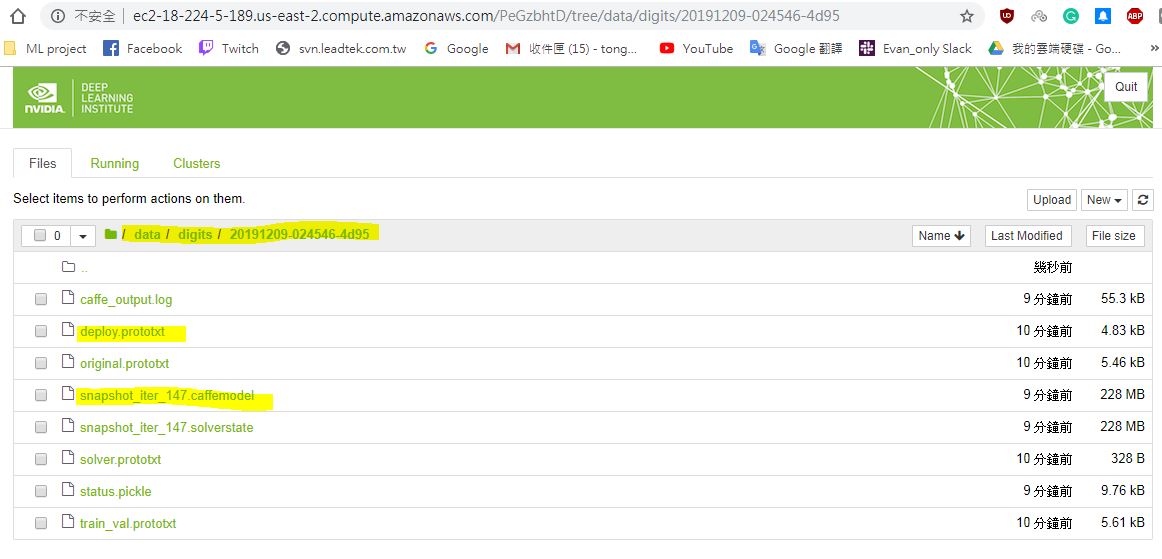 不安全 | ec2-18-224-5-189.us-east-2.compute.amazonaws.com/PeGzbhtD/tree/data/digits/20191209-024546-4d95
ML project Facebook Twitch svn.leadtek.com.tw Google 收件匣 (15) - tong... YouTube Google 翻譯 Evan_only Slack 我的雲端硬碟 - Go... »
NVIDIA. DEEP LEARNING INSTITUTE Quit
Files Running Clusters
Select items to perform actions on them. Upload New
0 / data / digits / 20191209-024546-4d95 Name Last Modified File size
.. 幾秒前
caffe_output.log 9 分鐘前 55.3 kB
deploy.prototxt 10 分鐘前 4.83 kB
original.prototxt 10 分鐘前 5.46 kB
snapshot_iter_147.caffemodel 9 分鐘前 228 MB
snapshot_iter_147.solverstate 9 分鐘前 228 MB
solver.prototxt 10 分鐘前 328 B
status.pickle 9 分鐘前 9.76 kB
train_val.prototxt 10 分鐘前 5.61 kB